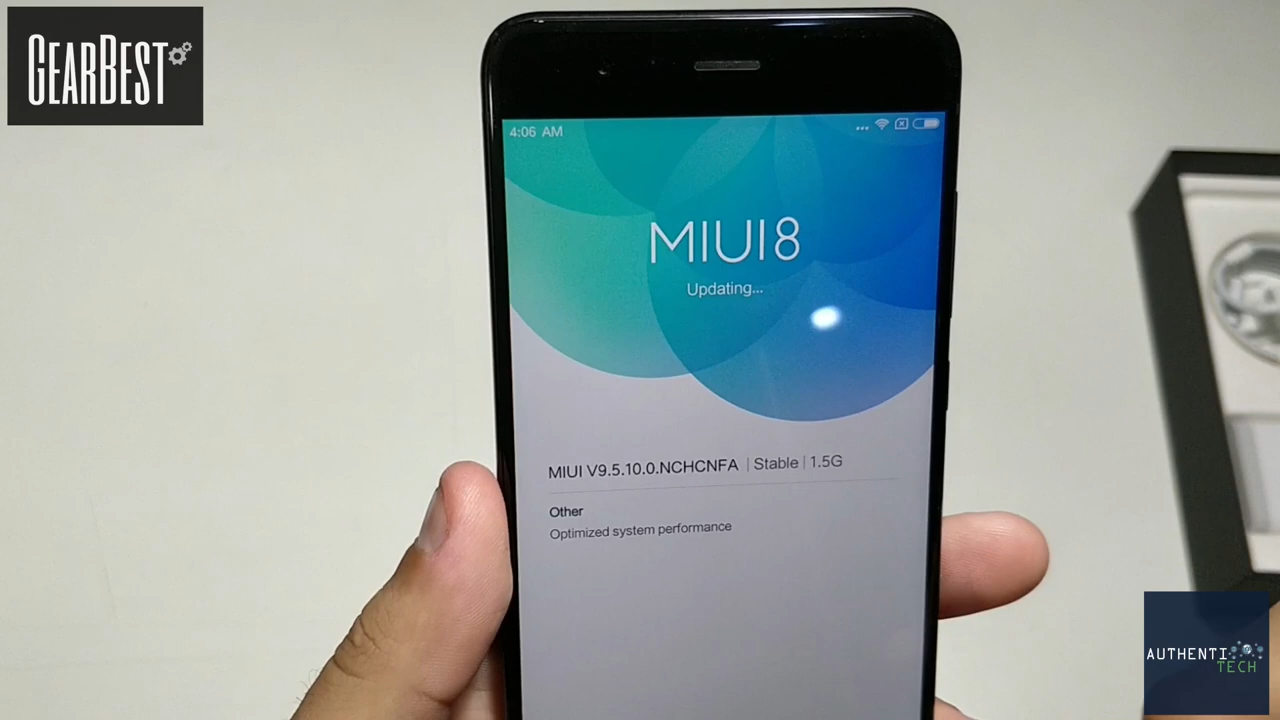 GEARBEST
4:06 AM
MIUI8
Updating...
MIUI V9.5.10.0.NCHCNFA | Stable | 1.5G
Other
Optimized system performance
AUTHENTI
TECH